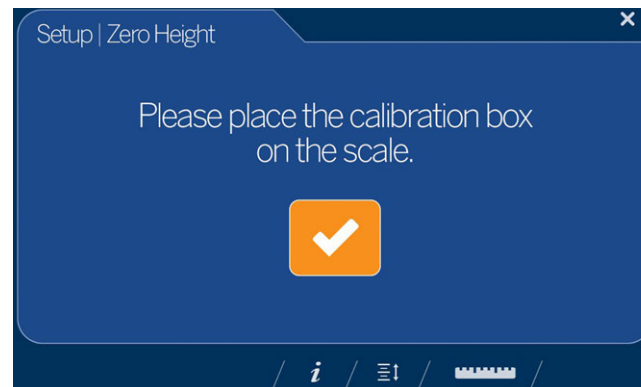 Setup | Zero Height
Please place the calibration box
on the scale.
i